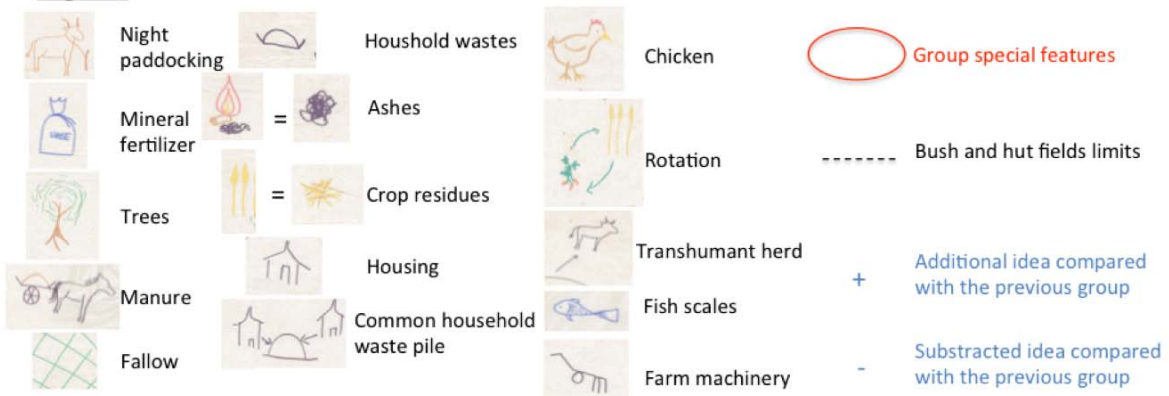 Night
paddocking
Mineral
fertilizer
Trees
Manure
Fallow
Houshold wastes
=
Ashes
=
Crop residues
Housing
Common household
waste pile
Chicken
Rotation
Transhumant herd
Fish scales
Farm machinery
Group special features
Bush and hut fields limits
+
Additional idea compared
with the previous group
-
Substracted idea compared
with the previous group